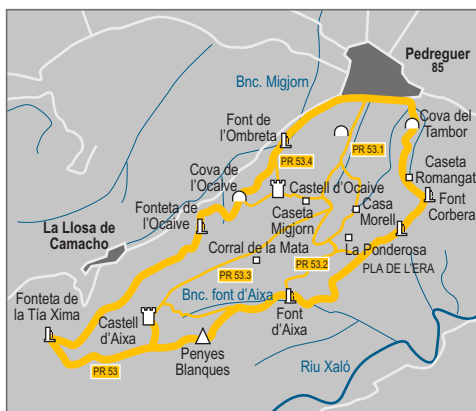 Pedreguer
85
Bnc. Migjorn
Font de
l'Ombreta
Cova del
Tambor
PR 53.1
PR 53.4
Cova de
l'Ocaive
Castell d'Ocaive
Caseta
Romangat
Fonteta de
l'Ocaive
Caseta
Migjorn
Casa
Morell
Font
Corbera
La Llosa de
Camacho
Corral de la Mata
La Ponderosa
PR 53.3
PR 53.2
PLA DE L'ERA
Fonteta de
la Tía Xima
Bnc. font d'Aixa
Castell
d'Aixa
Font
d'Aixa
Penyes
Blanques
PR 53
Riu Xaló